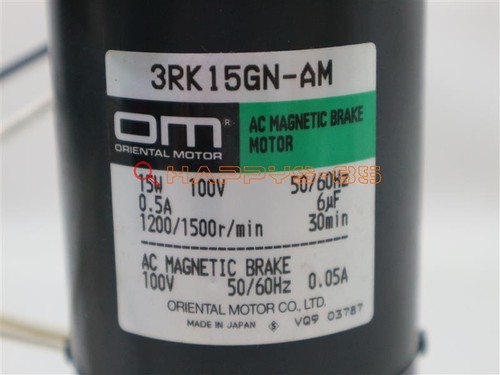 3RK15GN-AM
om®
ORIENTAL MOTOR
AC MAGNETIC BRAKE
MOTOR
15W 100V 50/60Hz
0.5A 6µF
1200/1500r/min 30min
AC MAGNETIC BRAKE
100V 50/60Hz 0.05A
ORIENTAL MOTOR CO., LTD.
MADE IN JAPAN Ⓢ VQ9 03787